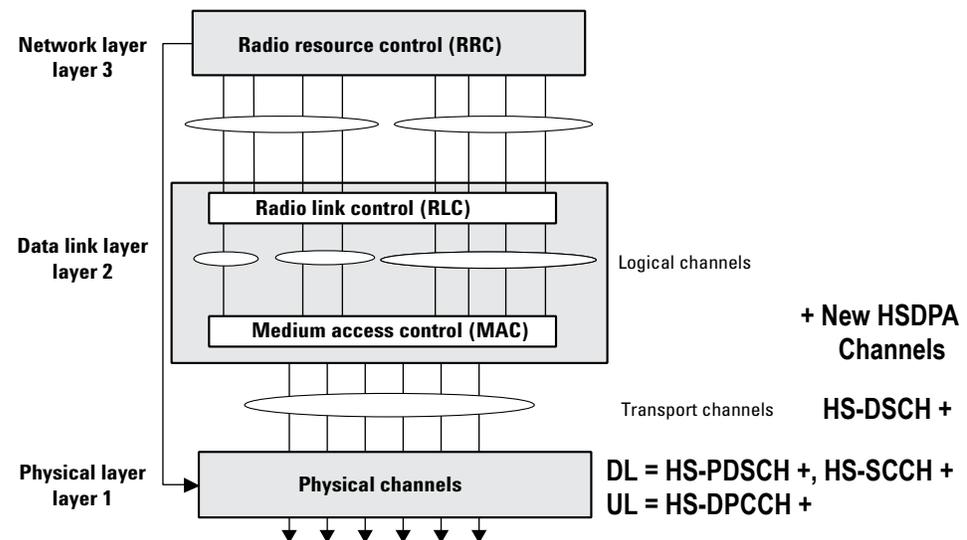 Network layer
layer 3
Radio resource control (RRC)
Radio link control (RLC)
Data link layer
layer 2
Logical channels
Medium access control (MAC)
+ New HSDPA
Channels
Transport channels
HS-DSCH +
Physical layer
layer 1
Physical channels
DL = HS-PDSCH +, HS-SCCH +
UL = HS-DPCCH +